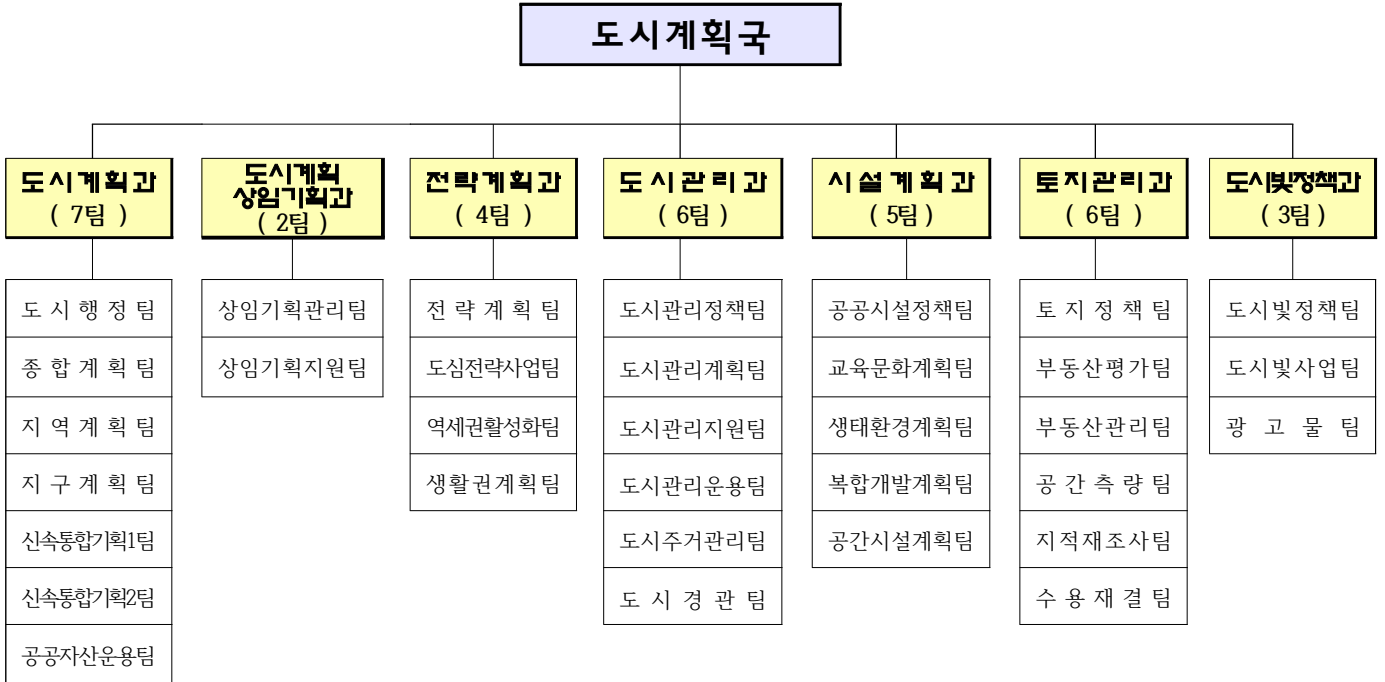 도시계획국
도시계획과
( 7팀 )
도시계획
상임기획과
( 2팀 )
전략계획과
( 4팀 )
도시관리과
( 6팀 )
시설계획과
( 5팀 )
토지관리과
( 6팀 )
도시빛정책과
( 3팀 )
도시행정팀
종합계획팀
지역계획팀
지구계획팀
신속통합기획1팀
신속통합기획2팀
공공자산운용팀
상임기획관리팀
상임기획지원팀
전략계획팀
도심전략사업팀
역세권활성화팀
생활권계획팀
도시관리정책팀
도시관리계획팀
도시관리지원팀
도시관리운용팀
도시주거관리팀
도시경관팀
공공시설정책팀
교육문화계획팀
생태환경계획팀
복합개발계획팀
공간시설계획팀
토지정책팀
부동산평가팀
부동산관리팀
공간측량팀
지적재조사팀
수용재결팀
도시빛정책팀
도시빛사업팀
광고물팀